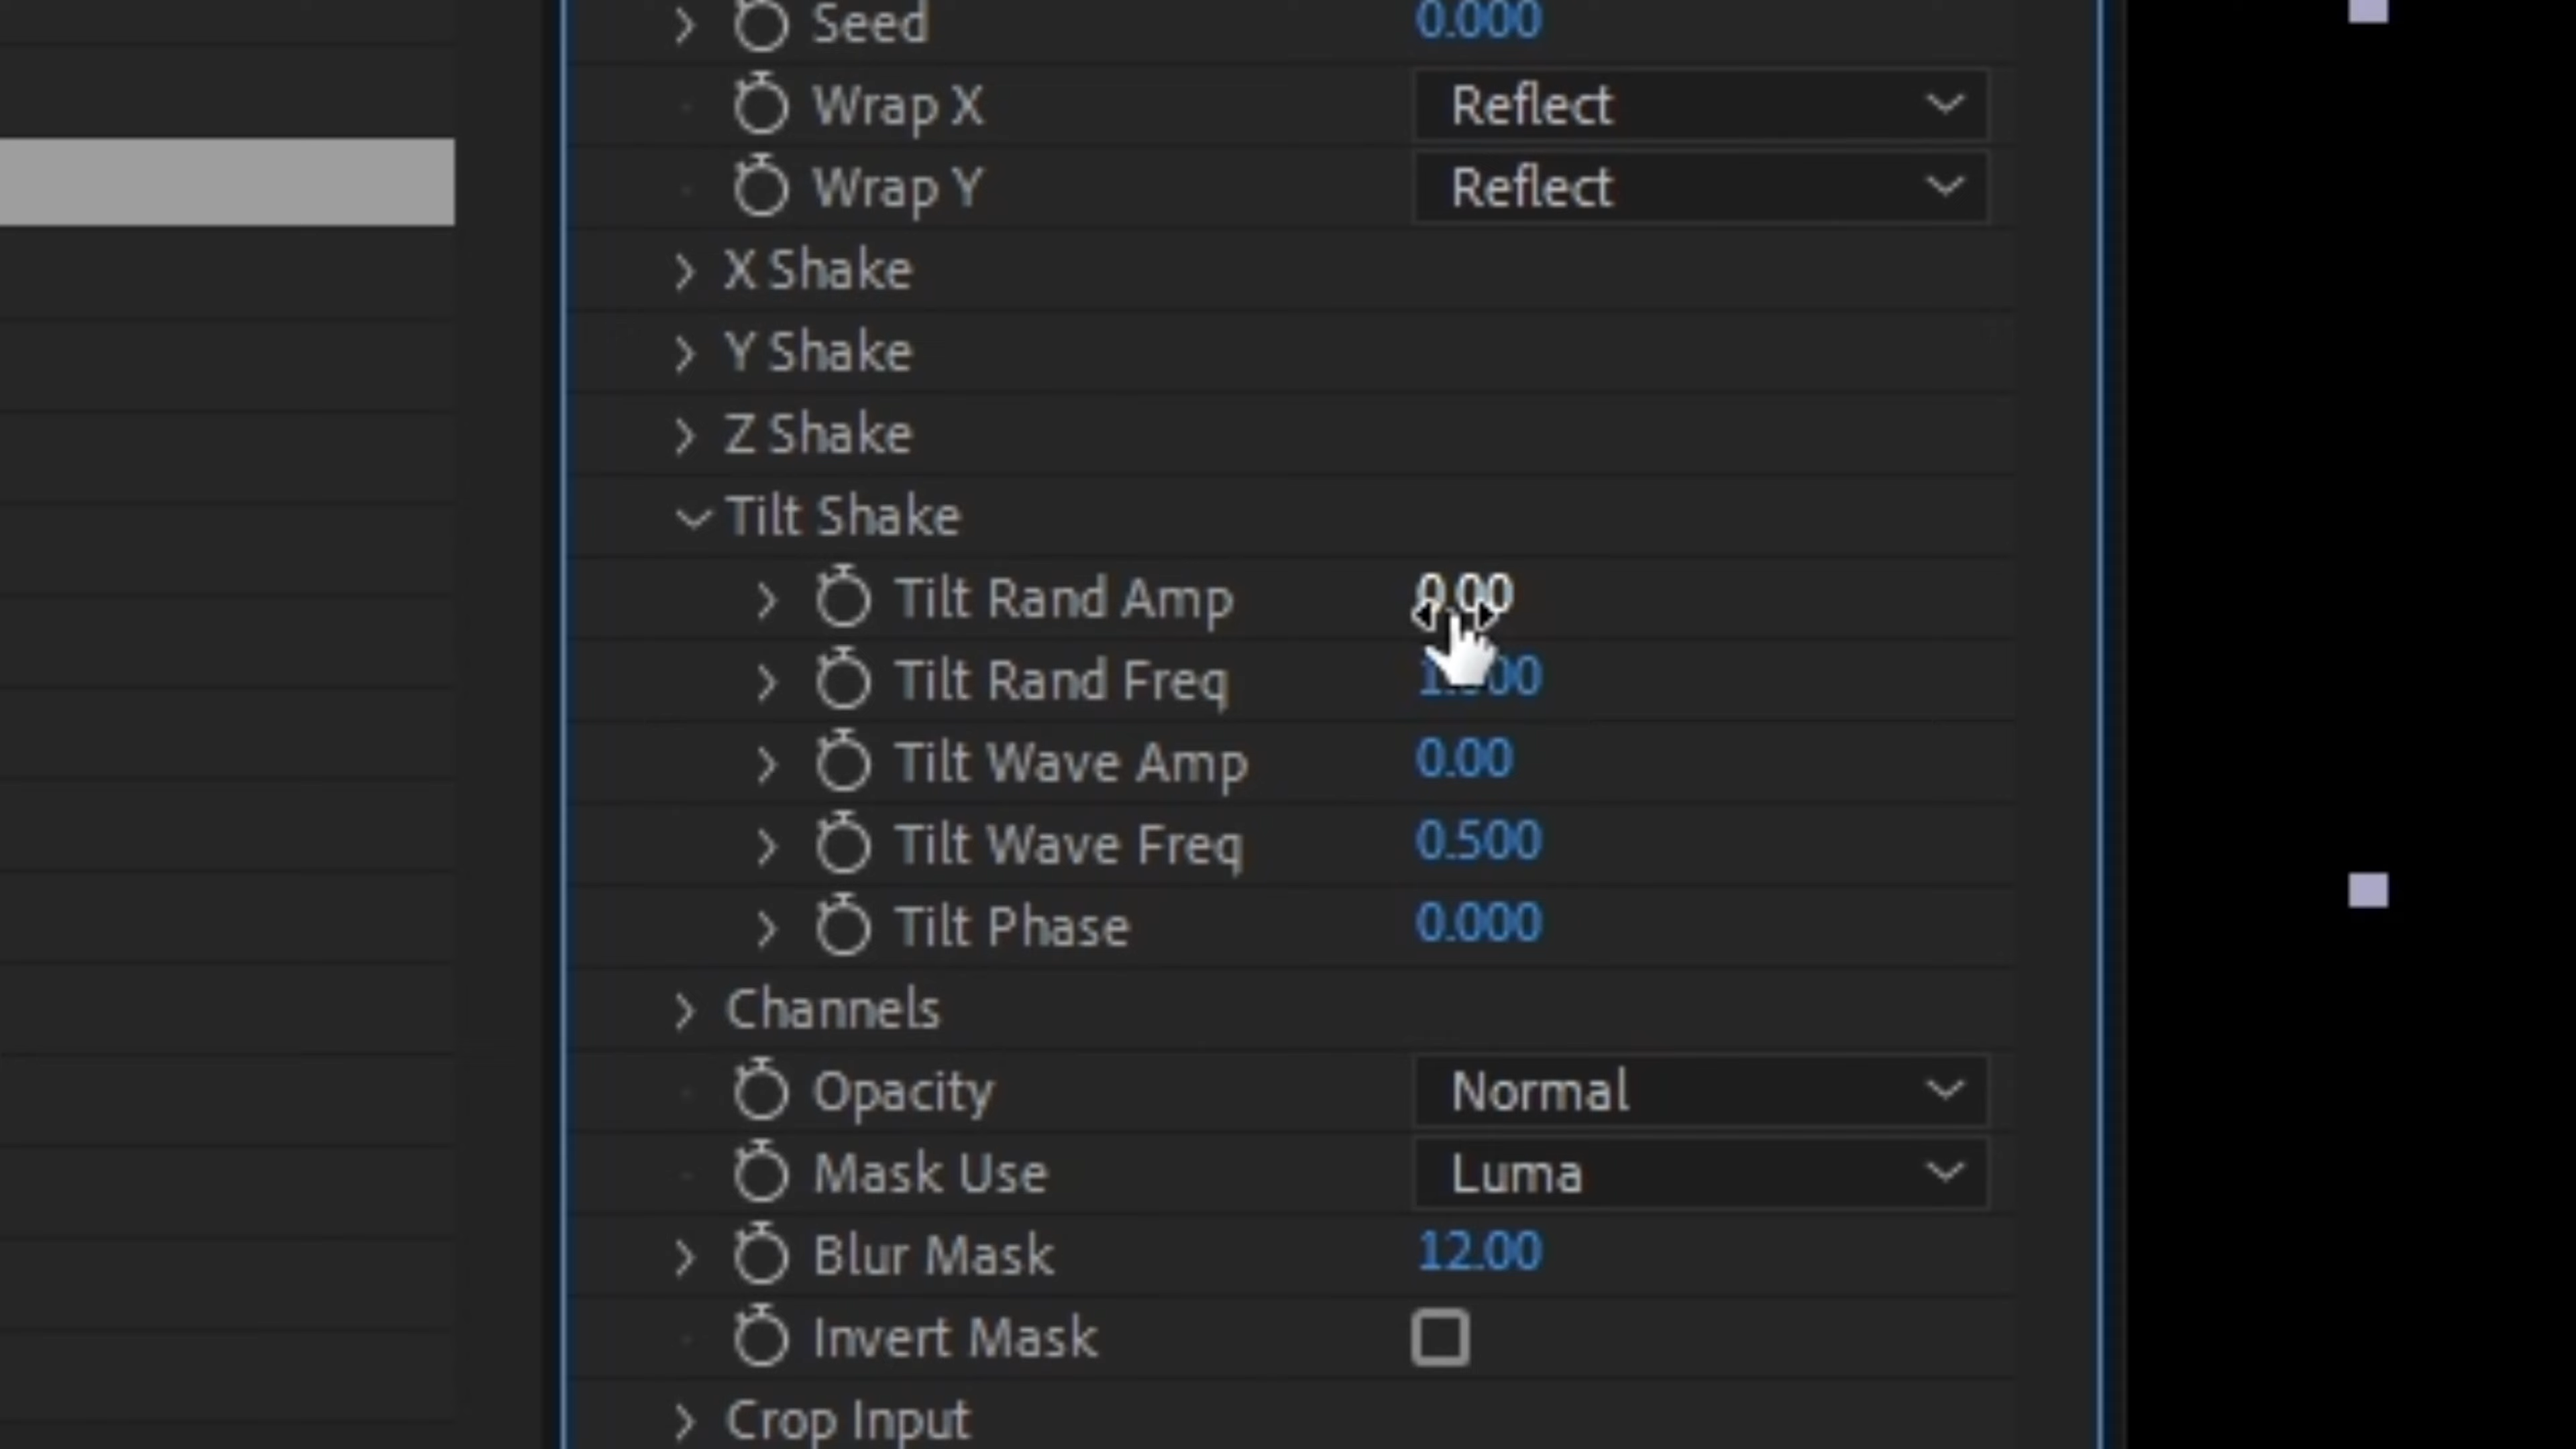 Seed 0.000
Wrap X Reflect
Wrap Y Reflect
X Shake
Y Shake
Z Shake
Tilt Shake
Tilt Rand Amp 0.00
Tilt Rand Freq
Tilt Wave Amp 0.00
Tilt Wave Freq 0.500
Tilt Phase 0.000
Channels
Opacity Normal
Mask Use Luma
Blur Mask 12.00
Invert Mask
Crop Input